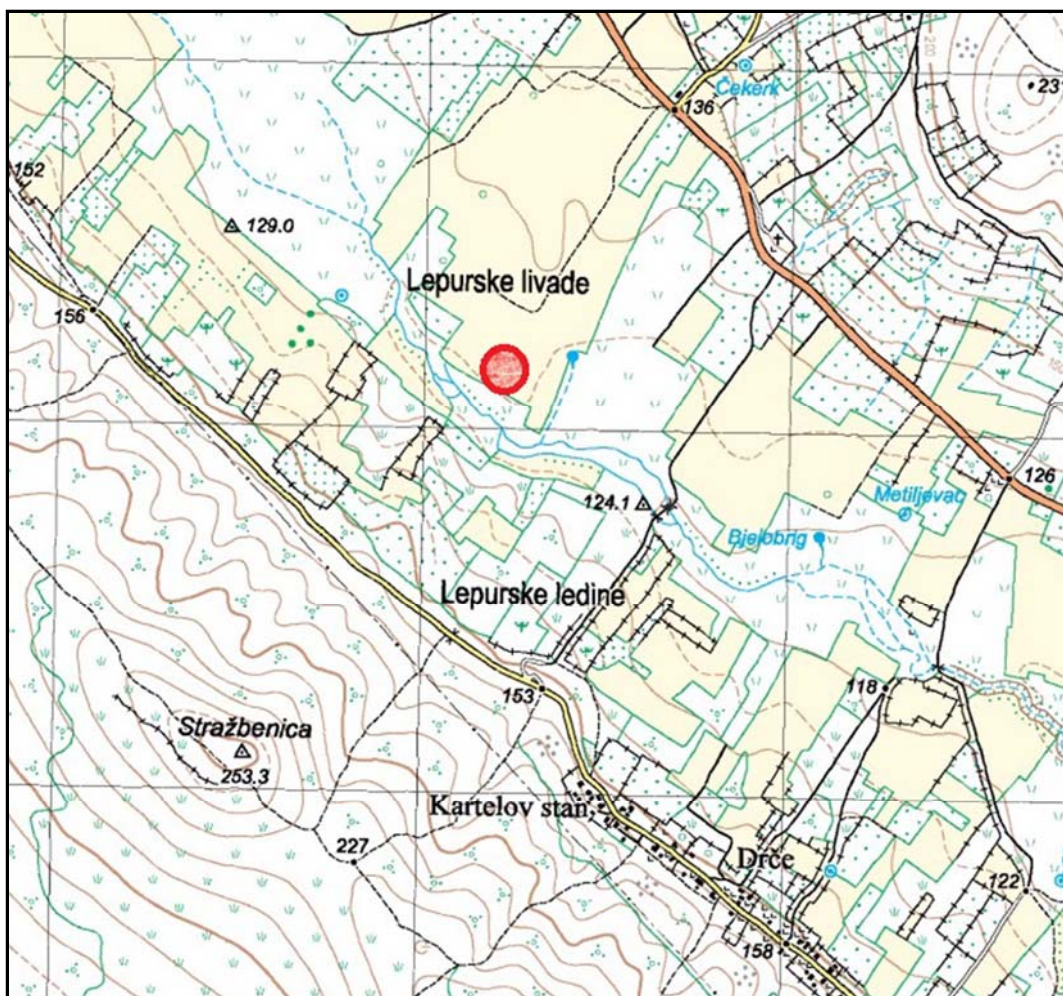 Čekerk
136
23
152
129.0
Lepurske livade
156
126
Metiljevac
124.1
Bjelobrig
Lepurske ledine
118
153
Stražbenica
253.3
Kartelov stan
227
Drče
122
158